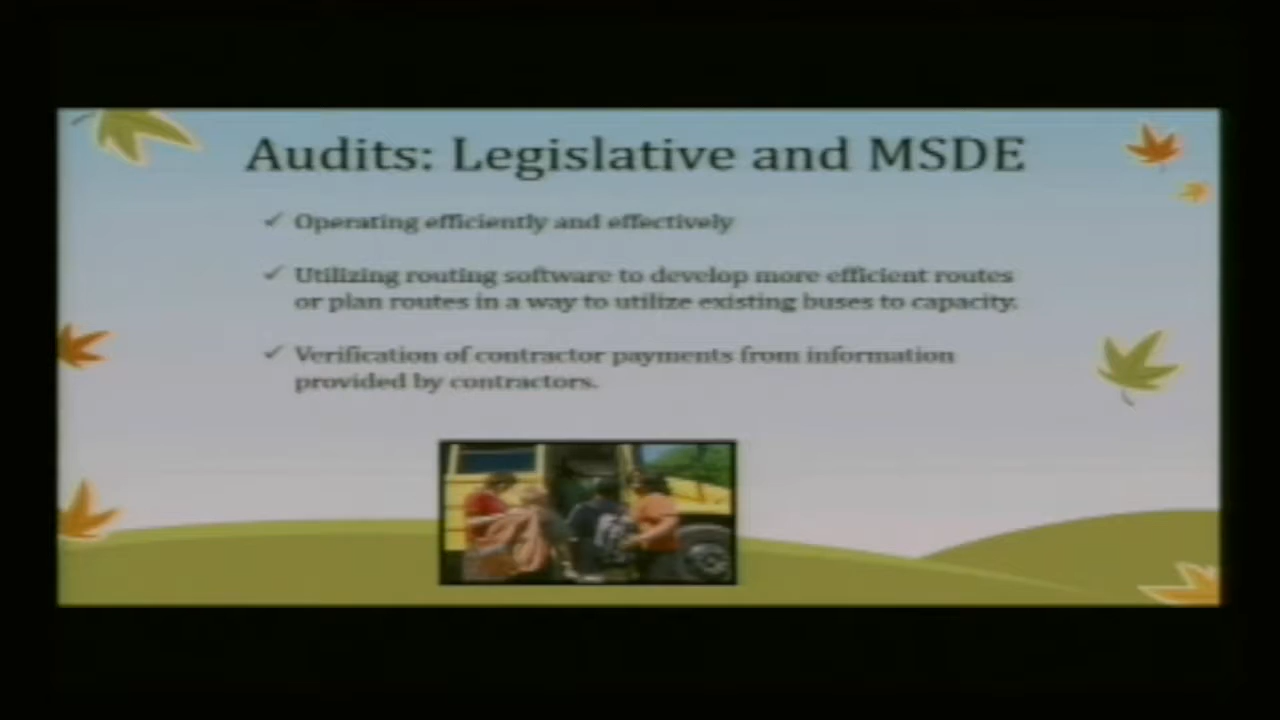 Audits: Legislative and MSDE
✓ Operating efficiently and effectively
✓ Utilizing routing software to develop more efficient routes
or plan routes in a way to utilize existing buses to capacity.
✓ Verification of contractor payments from information
provided by contractors.